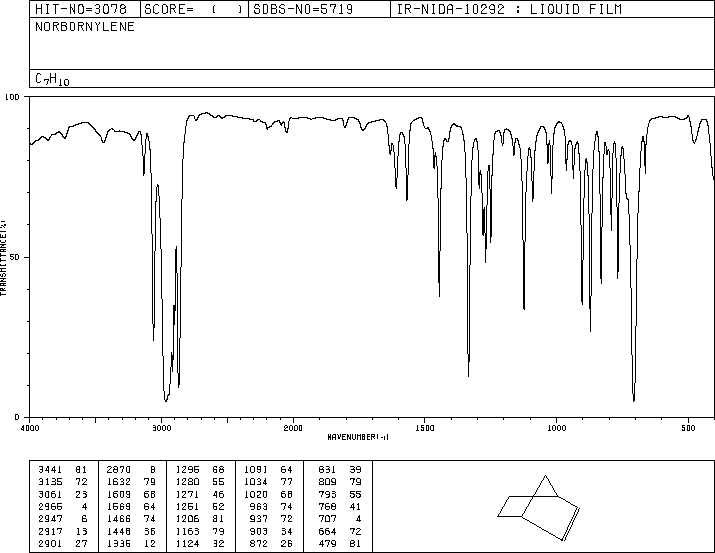 HIT-NO=3078 SCORE= ( ) SDBS-NO=5719 IR-NIDA-10292 : LIQUID FILM
NORBORNYLENE
C7H10
100
50
0
TRANSMITTANCE(%)
4000 3000 2000 1500 1000 500
WAVENUMBER(-1)
3441 81 2870 8 1296 68 1091 64 831 39
3135 72 1632 79 1280 55 1034 77 809 79
3061 23 1609 68 1271 46 1020 68 793 55
2965 4 1569 64 1251 52 963 74 768 41
2947 6 1466 74 1206 81 937 72 707 4
2917 13 1448 36 1163 79 903 34 664 72
2901 27 1336 12 1124 32 872 26 479 81